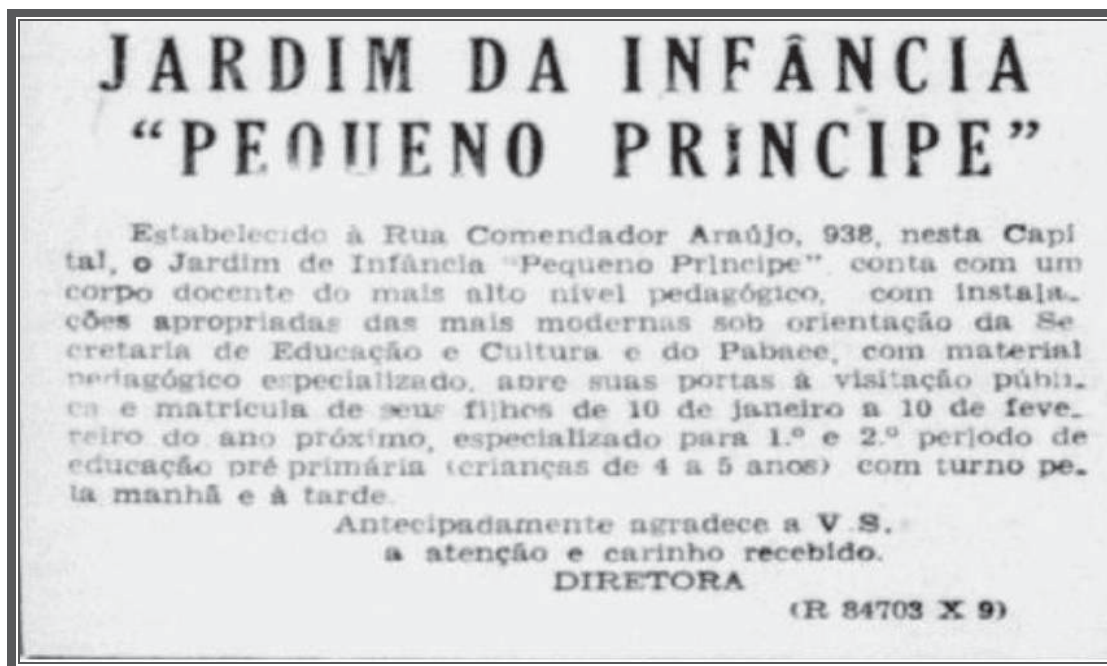 JARDIM DA INFÂNCIA
“PEQUENO PRINCIPE”
Estabelecido à Rua Comendador Araújo, 938, nesta Capi
tal, o Jardim de Infância “Pequeno Príncipe” conta com um
corpo docente do mais alto nível pedagógico, com instala-
ções apropriadas das mais modernas sob orientação da Se
cretaria de Educação e Cultura e do Pabaee, com material
pedagógico especializado, abre suas portas à visitação públi-
ca e matrícula de seus filhos de 10 de janeiro a 10 de feve-
reiro do ano próximo, especializado para 1.º e 2.º período de
educação pré primária (crianças de 4 a 5 anos) com turno pe-
la manhã e à tarde.
Antecipadamente agradece a V.S.
a atenção e carinho recebido.
DIRETORA
(R 84703 X 9)